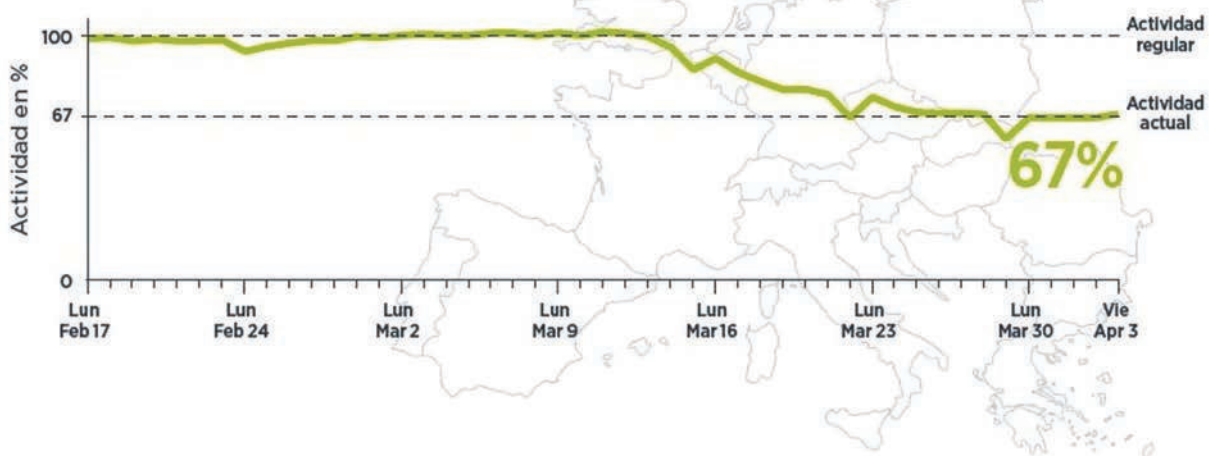 Actividad en %
100
67
0
Actividad
regular
Actividad
actual
67%
Lun
Feb 17
Lun
Feb 24
Lun
Mar 2
Lun
Mar 9
Lun
Mar 16
Lun
Mar 23
Lun
Mar 30
Vie
Apr 3